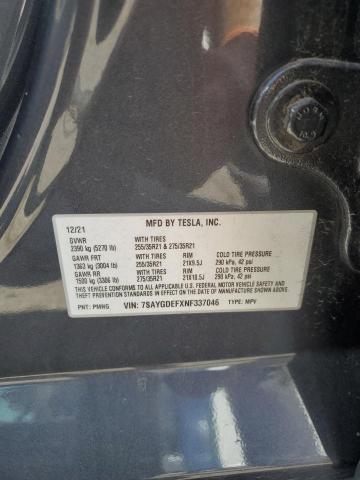 12/21 MFD BY TESLA, INC.
GVWR WITH TIRES
2390 kg (5270 lb) 255/35R21 & 275/35R21
GAWR FRT WITH TIRES RIM COLD TIRE PRESSURE
1363 kg (3004 lb) 255/35R21 21X9.5J 290 kPa, 42 psi
GAWR RR WITH TIRES RIM COLD TIRE PRESSURE
1500 kg (3306 lb) 275/35R21 21X10.5J 290 kPa, 42 psi
THIS VEHICLE CONFORMS TO ALL APPLICABLE U.S. FEDERAL MOTOR VEHICLE
SAFETY AND THEFT PREVENTION STANDARDS IN EFFECT ON THE DATE OF
MANUFACTURE SHOWN ABOVE.
PNT: PMNG VIN: 7SAYGDEFXNF337046 TYPE: MPV